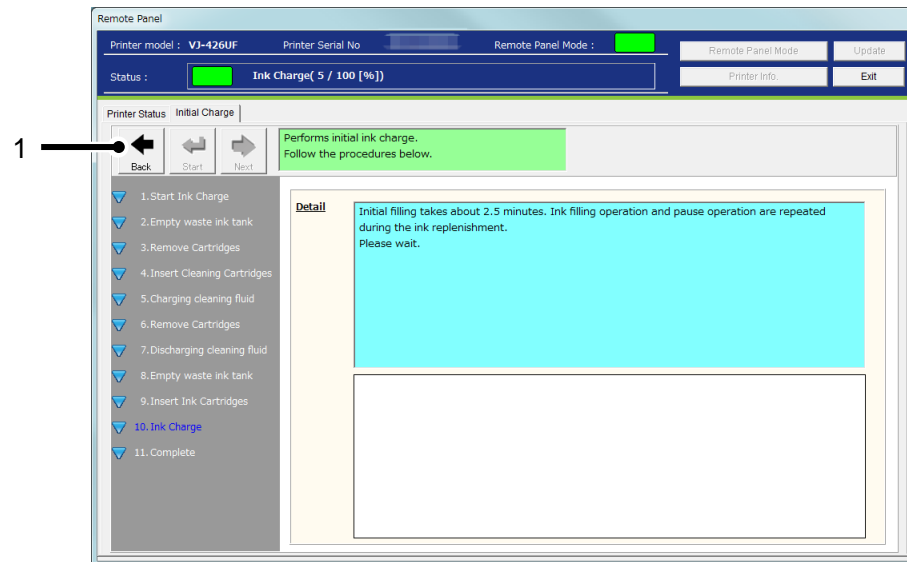 Remote Panel
Printer model : VJ-426UF Printer Serial No Remote Panel Mode :
Remote Panel Mode Update
Status : Ink Charge( 5 / 100 [%])
Printer Info. Exit
Printer Status Initial Charge
1
Back Start Next
Performs initial ink charge.
Follow the procedures below.
1.Start Ink Charge
2.Empty waste ink tank
3.Remove Cartridges
4.Insert Cleaning Cartridges
5.Charging cleaning fluid
6.Remove Cartridges
7.Discharging cleaning fluid
8.Empty waste ink tank
9.Insert Ink Cartridges
10.Ink Charge
11.Complete
Detail
Initial filling takes about 2.5 minutes. Ink filling operation and pause operation are repeated
during the ink replenishment.
Please wait.